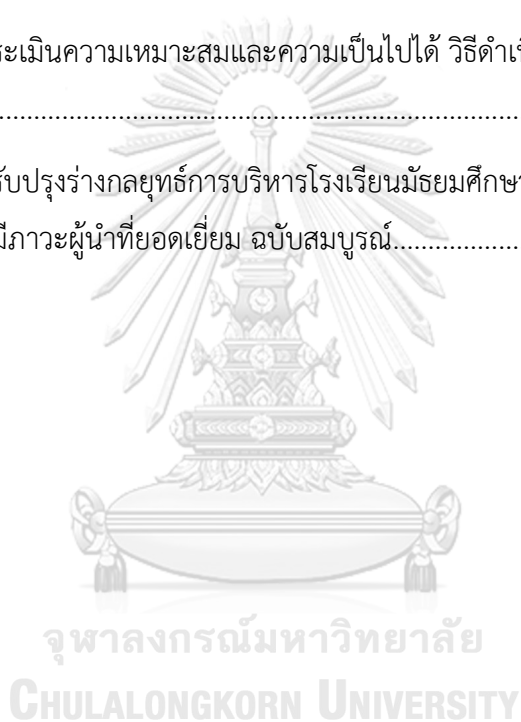 ระเมินความเหมาะสมและความเป็นไปได้ วิธีดำเนิ
................................................................................
รับปรุงร่างกลยุทธ์การบริหารโรงเรียนมัธยมศึกษา
มีภาวะผู้นำที่ยอดเยี่ยม ฉบับสมบูรณ์...................
จุฬาลงกรณ์มหาวิทยาลัย
CHULALONGKORN UNIVERSITY